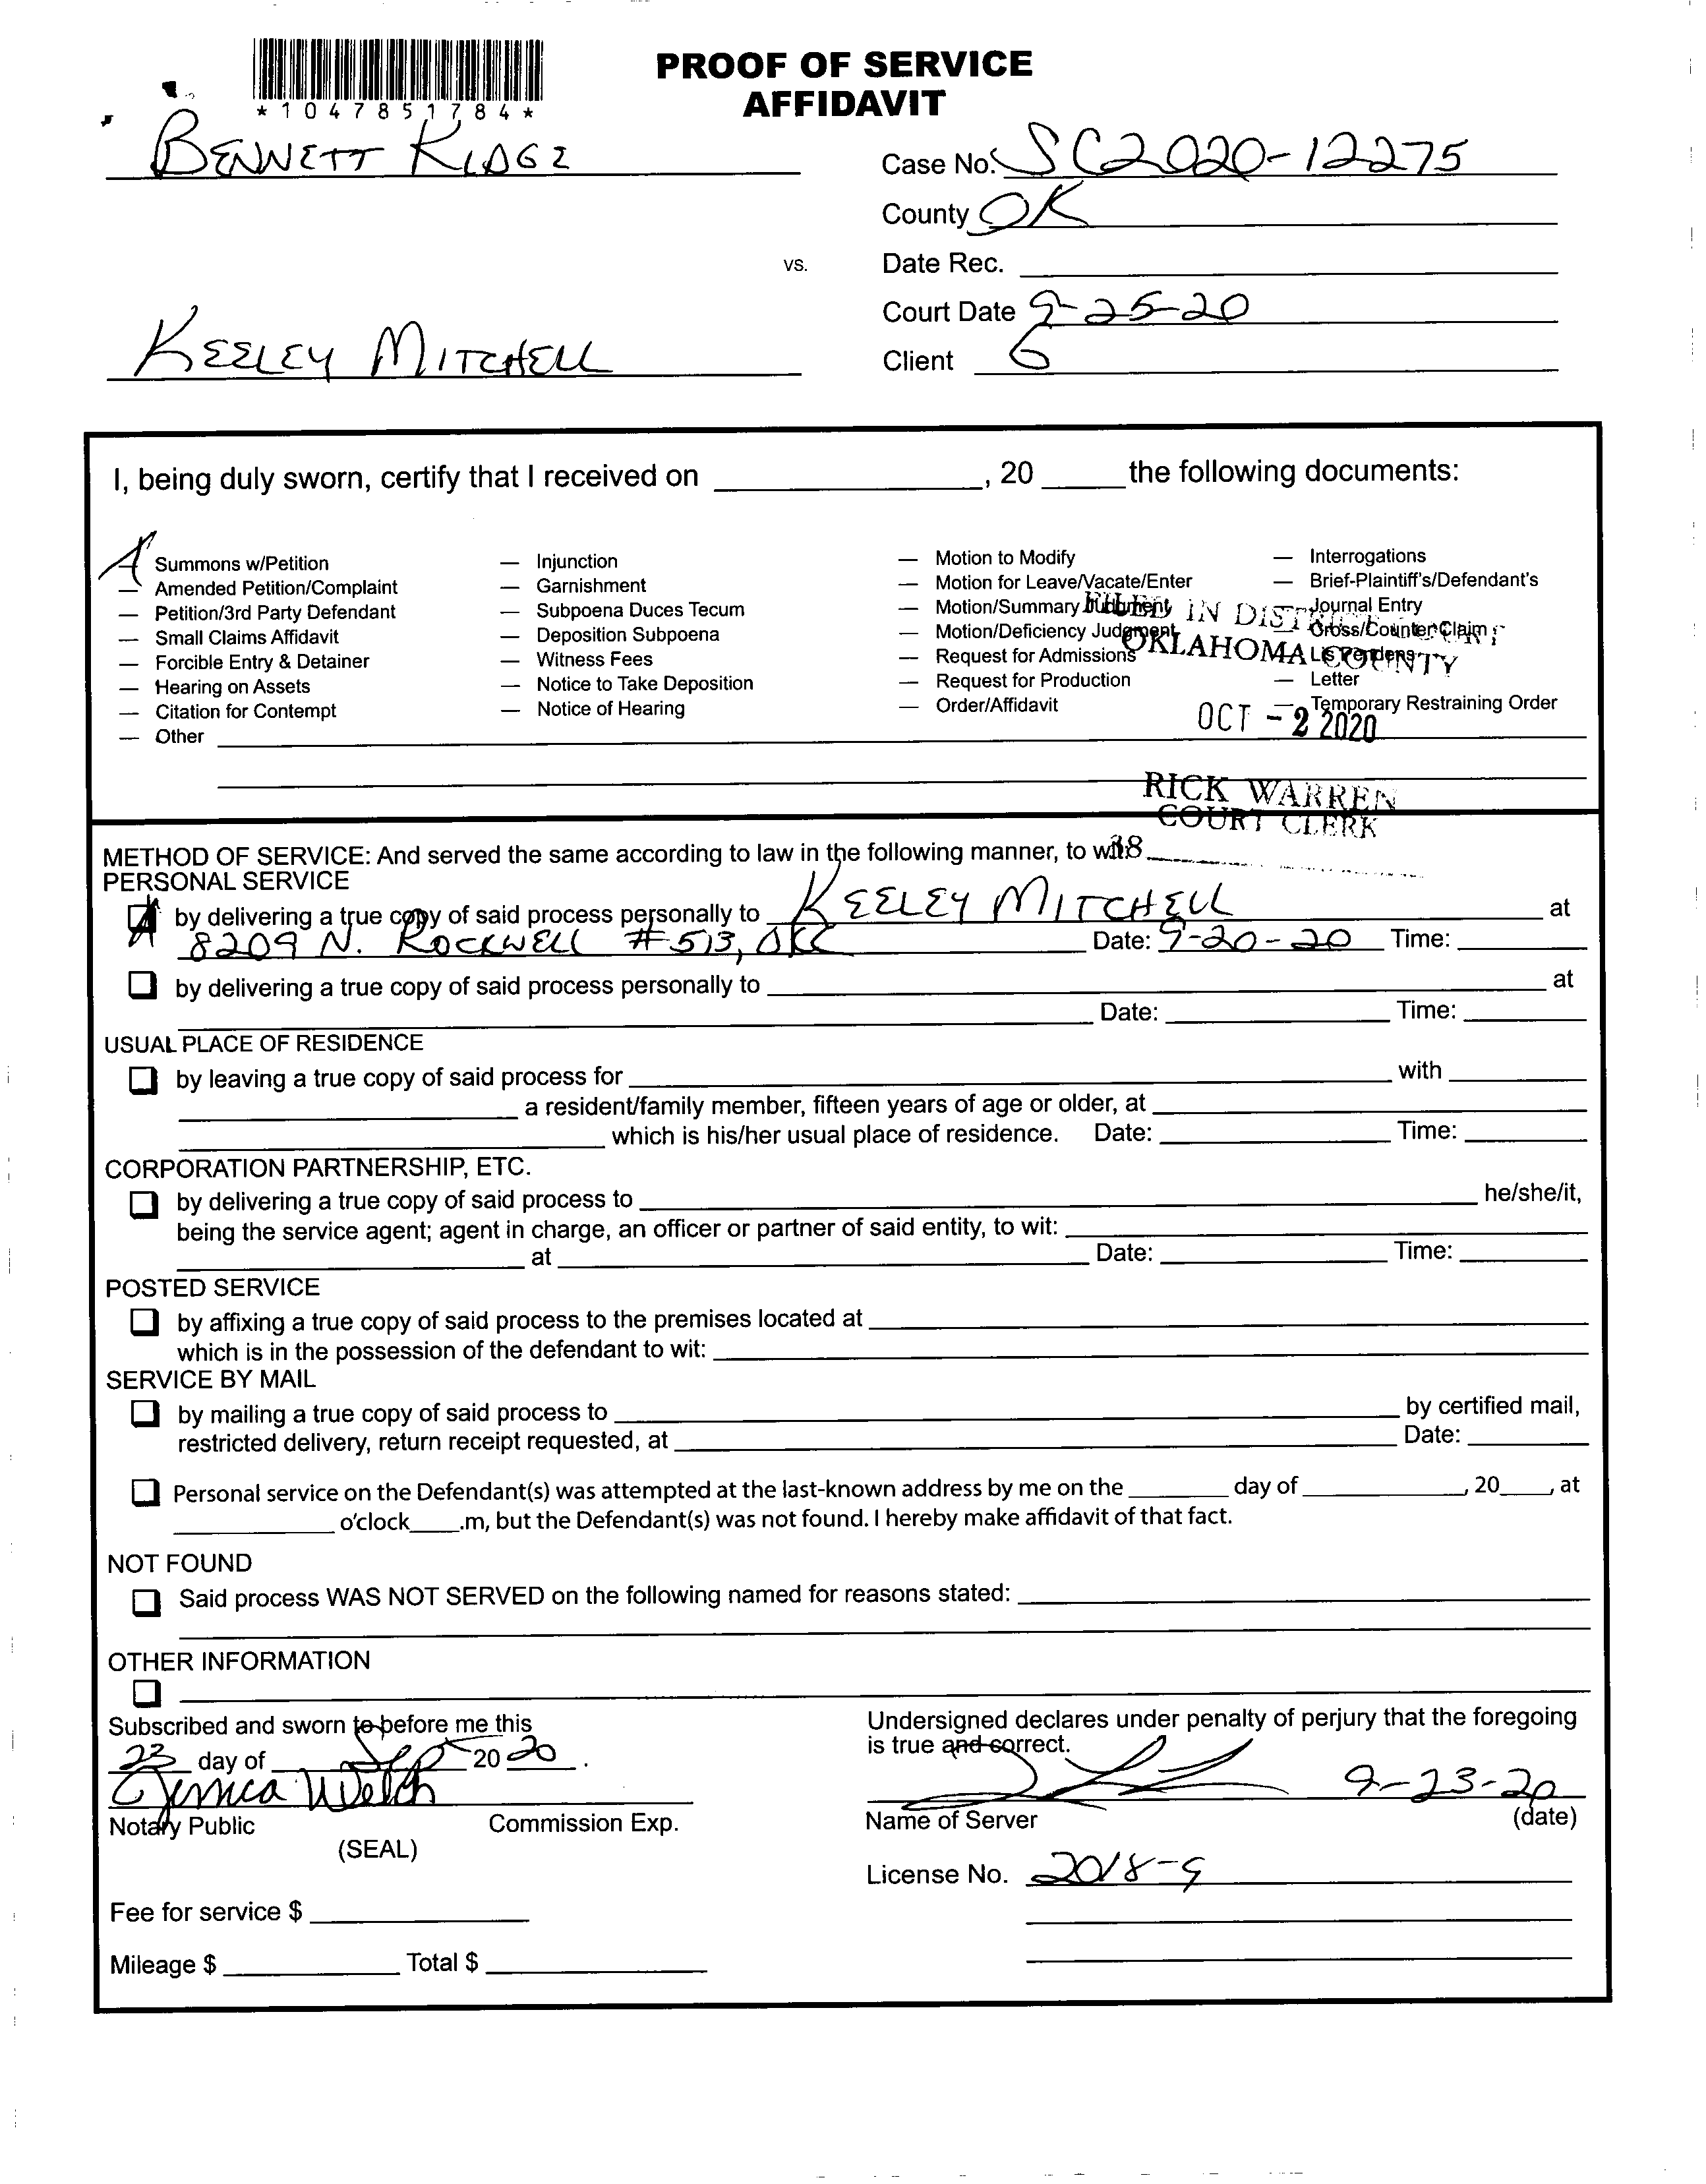 *1047851784*
PROOF OF SERVICE
AFFIDAVIT
BENNETT RIDGE
Case No. SC2020-12275
County OK
vs.
Date Rec.
Court Date 9-25-20
KEELEY MITCHELL
Client 6
I, being duly sworn, certify that I received on ____, 20 ____ the following documents:
Summons w/Petition — Injunction — Motion to Modify — Interrogations
— Amended Petition/Complaint — Garnishment — Motion for Leave/Vacate/Enter — Brief-Plaintiff's/Defendant's
— Petition/3rd Party Defendant — Subpoena Duces Tecum — Motion/Summary Judgment — Journal Entry
— Small Claims Affidavit — Deposition Subpoena — Motion/Deficiency Judgment — Cross/Counter Claim
— Forcible Entry & Detainer — Witness Fees — Request for Admissions — Lis Pendens
— Hearing on Assets — Notice to Take Deposition — Request for Production — Letter
— Citation for Contempt — Notice of Hearing — Order/Affidavit — Temporary Restraining Order
— Other
FILED IN DISTRICT COURT
OKLAHOMA COUNTY
OCT - 2 2020
RICK WARREN
COURT CLERK
38
METHOD OF SERVICE: And served the same according to law in the following manner, to wit:
PERSONAL SERVICE
by delivering a true copy of said process personally to KEELEY MITCHELL at
8209 N. ROCKWELL #513, OKC Date: 9-20-20 Time:
by delivering a true copy of said process personally to ____ at
Date: ____ Time:
USUAL PLACE OF RESIDENCE
by leaving a true copy of said process for ____ with
____ a resident/family member, fifteen years of age or older, at
____ which is his/her usual place of residence. Date: ____ Time:
CORPORATION PARTNERSHIP, ETC.
by delivering a true copy of said process to ____ he/she/it,
being the service agent; agent in charge, an officer or partner of said entity, to wit:
____ at ____ Date: ____ Time:
POSTED SERVICE
by affixing a true copy of said process to the premises located at
which is in the possession of the defendant to wit:
SERVICE BY MAIL
by mailing a true copy of said process to ____ by certified mail,
restricted delivery, return receipt requested, at ____ Date:
Personal service on the Defendant(s) was attempted at the last-known address by me on the ____ day of ____, 20____, at
____ o'clock____.m, but the Defendant(s) was not found. I hereby make affidavit of that fact.
NOT FOUND
Said process WAS NOT SERVED on the following named for reasons stated:
OTHER INFORMATION
Subscribed and sworn to before me this
23 day of Sep 20 20 .
Jessica Welch
Notary Public Commission Exp.
(SEAL)
Undersigned declares under penalty of perjury that the foregoing
is true and correct.
9-23-20
Name of Server (date)
License No. 2018-9
Fee for service $
Mileage $ ____ Total $